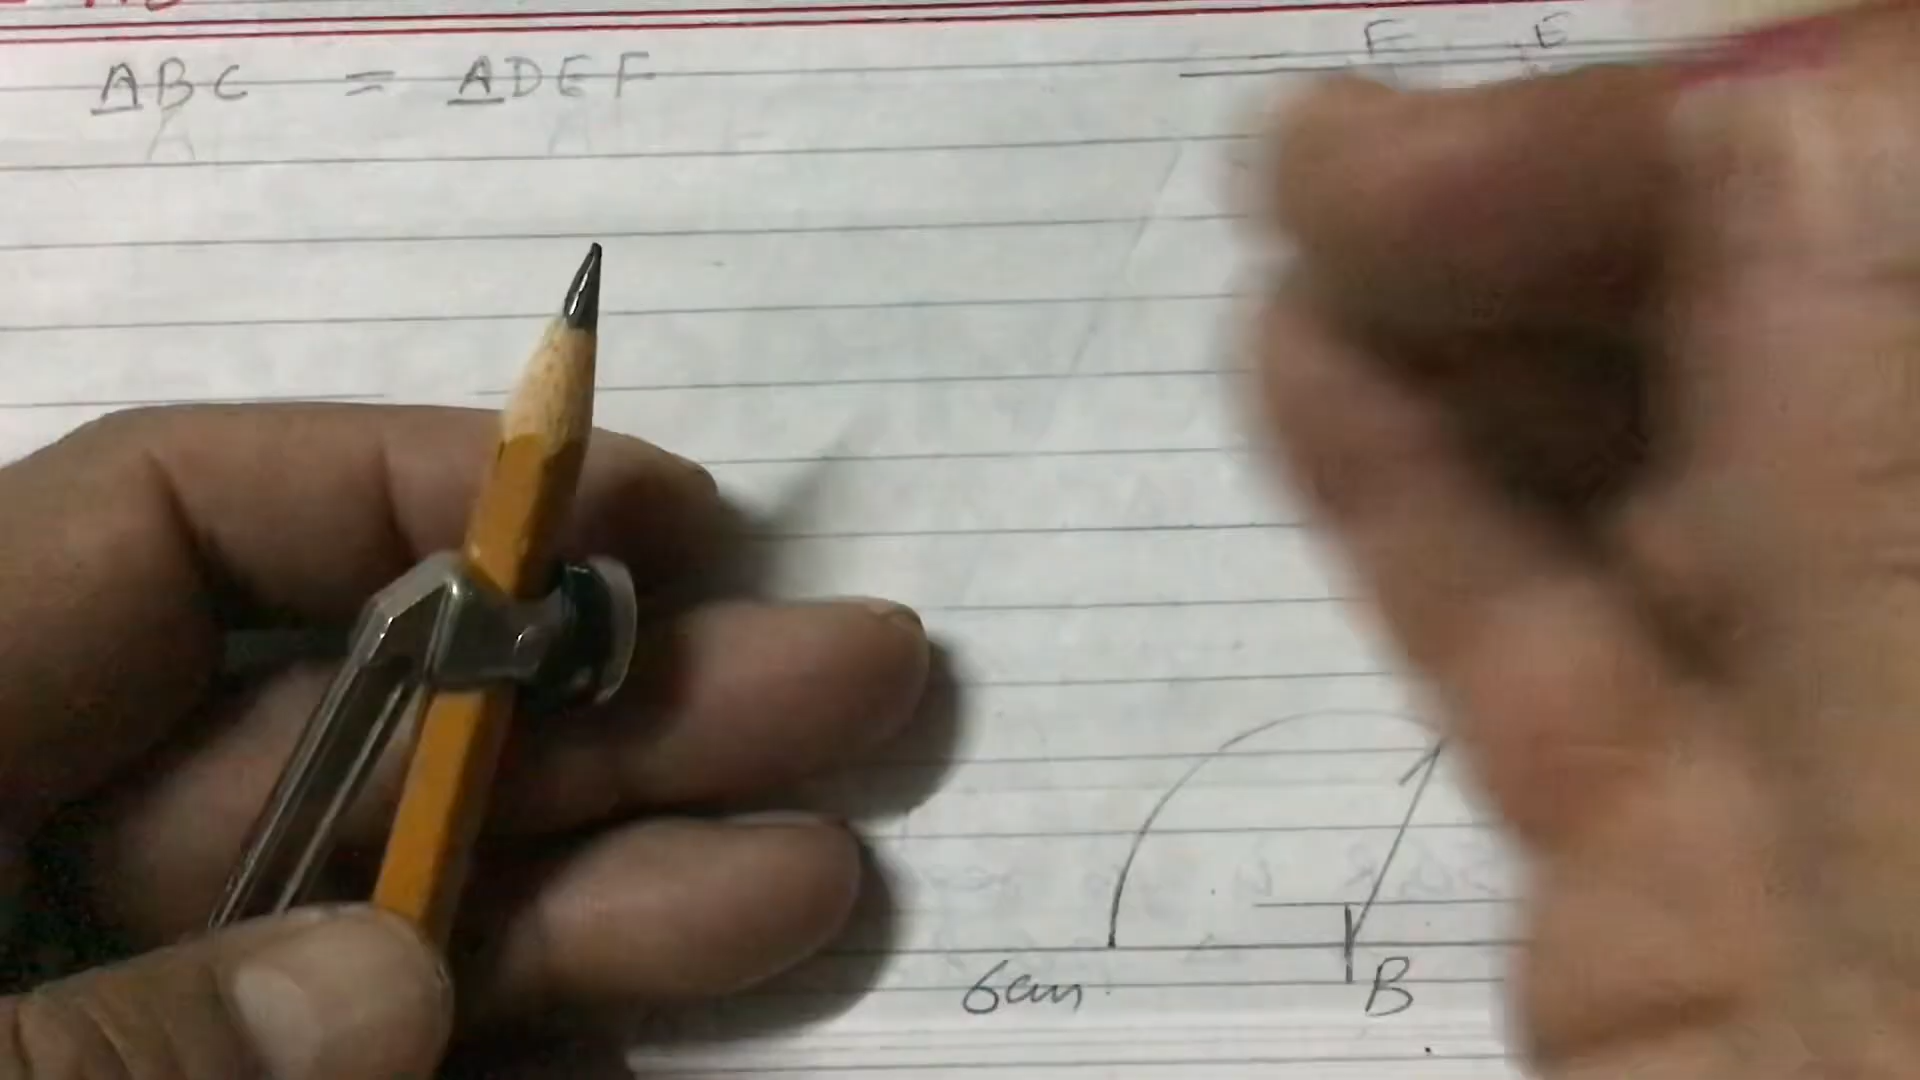 ABC = ADEF
F E
6cm
B